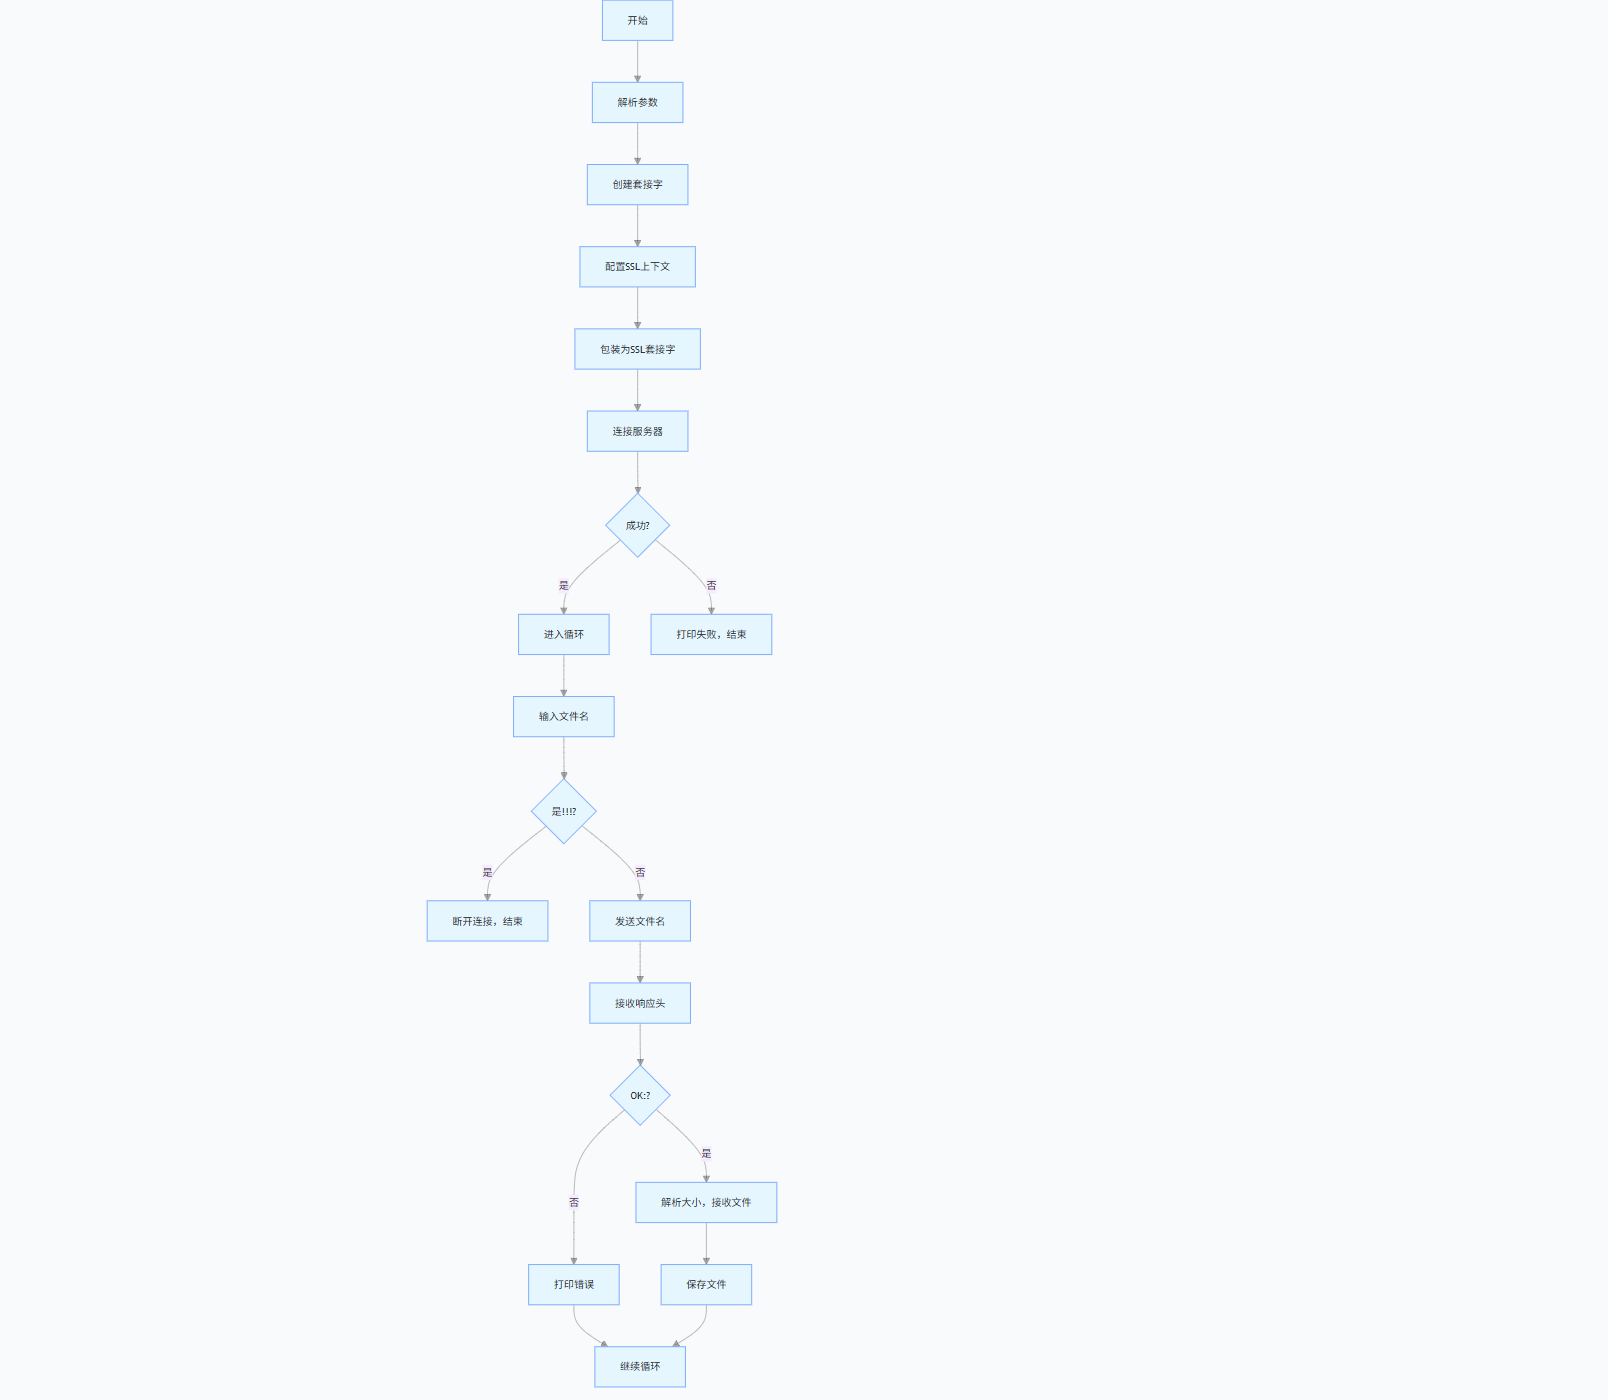 开始
解析参数
创建套接字
配置SSL上下文
包装为SSL套接字
连接服务器
成功?
是
否
进入循环
打印失败，结束
输入文件名
是!!!?
是
否
断开连接，结束
发送文件名
接收响应头
OK:?
是
否
解析大小，接收文件
打印错误
保存文件
继续循环